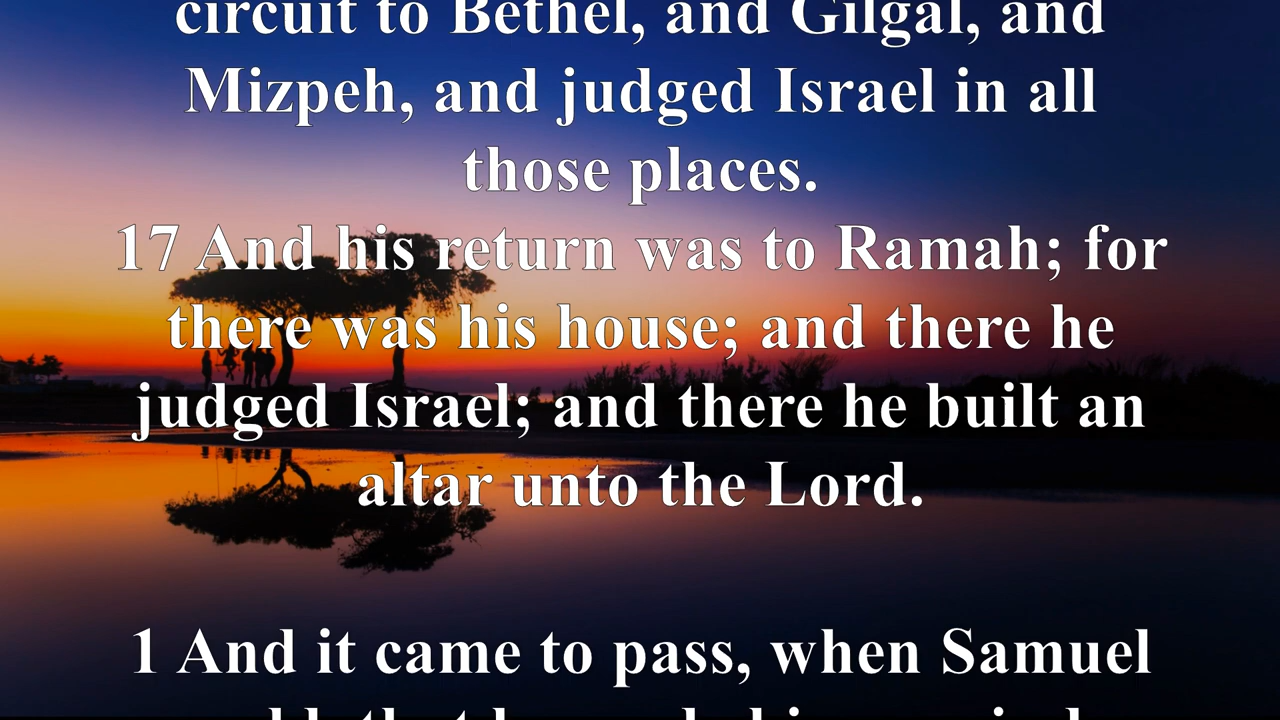 circuit to Bethel, and Gilgal, and
Mizpeh, and judged Israel in all
those places.
17 And his return was to Ramah; for
there was his house; and there he
judged Israel; and there he built an
altar unto the Lord.
1 And it came to pass, when Samuel